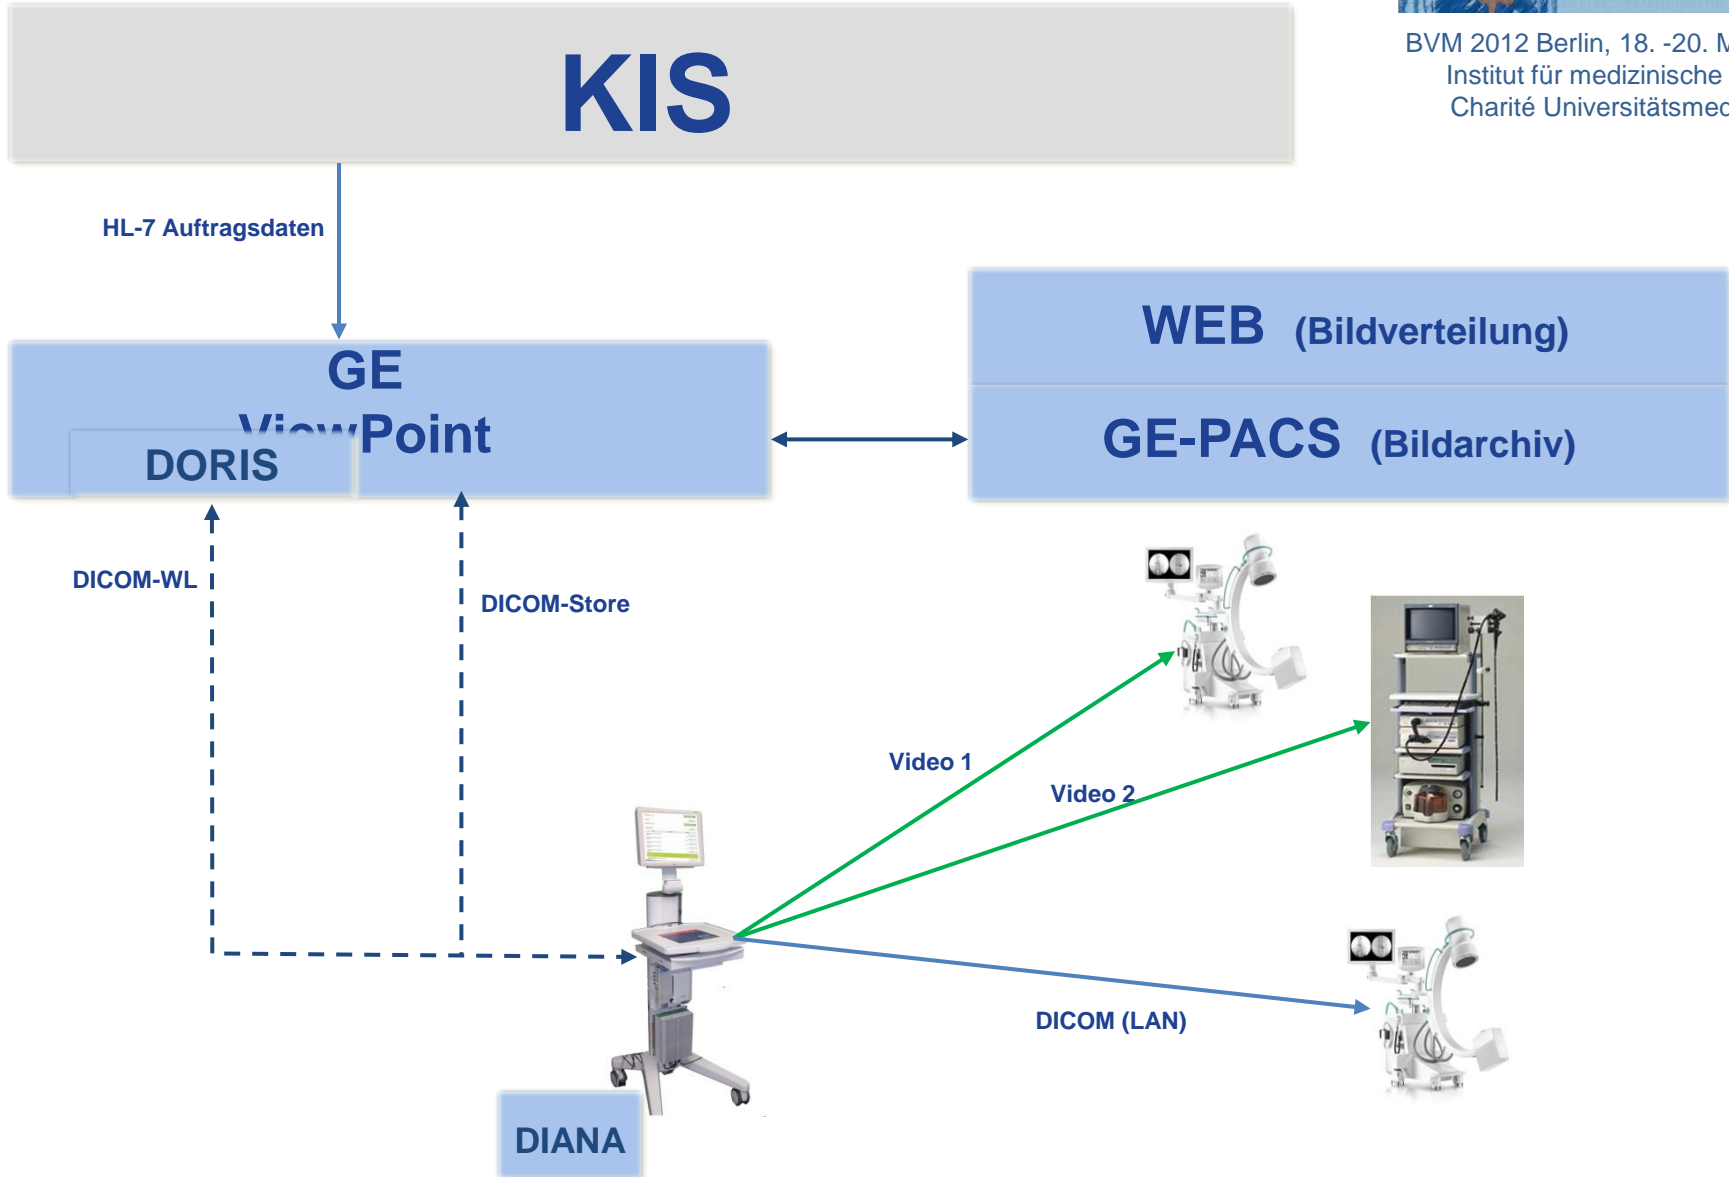 KIS
BVM 2012 Berlin, 18. -20. M
Institut für medizinische
Charité Universitätsmed
HL-7 Auftragsdaten
WEB (Bildverteilung)
GE
ViewPoint
GE-PACS (Bildarchiv)
DORIS
DICOM-WL
DICOM-Store
Video 1
Video 2
DICOM (LAN)
DIANA